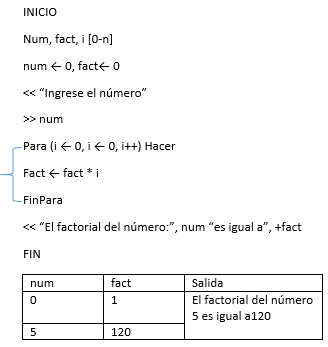 INICIO
Num, fact, i [0-n]
num ← 0, fact← 0
<< “Ingrese el número”
>> num
Para (i ← 0, i ← 0, i++) Hacer
Fact ← fact * i
FinPara
<< “El factorial del número:”, num “es igual a”, +fact
FIN
num fact Salida
0 1 El factorial del número
5 es igual a120
5 120